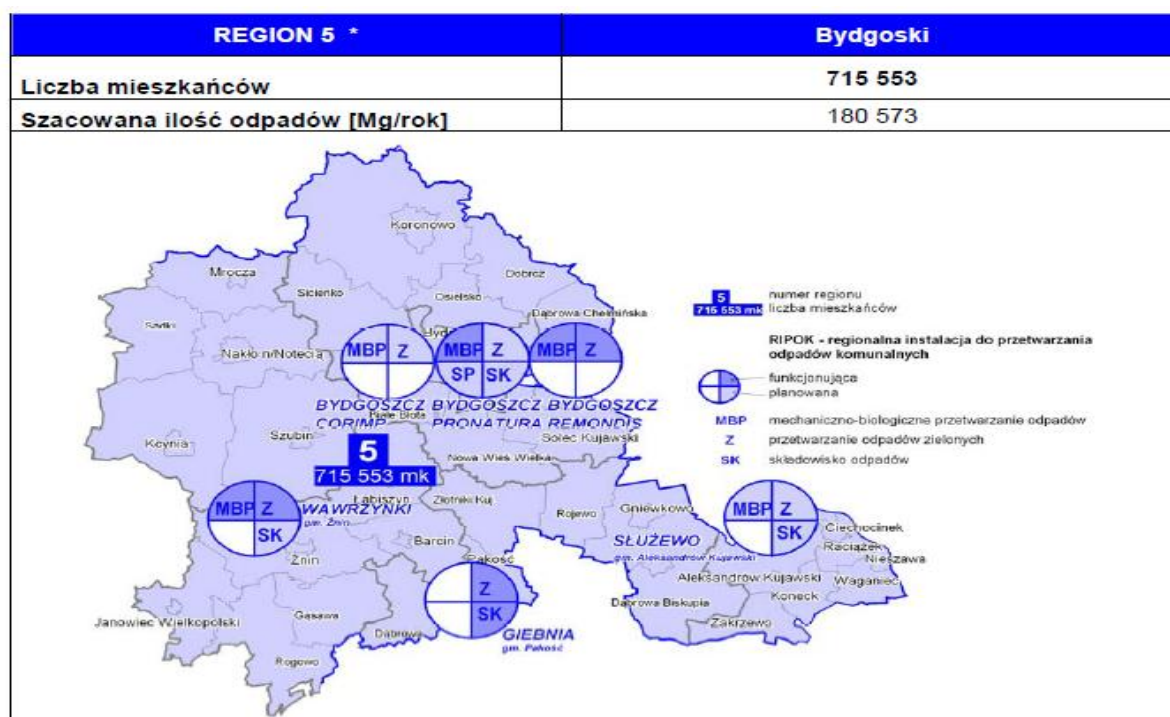 REGION 5 *
Bydgoski
Liczba mieszkańców
715 553
Szacowana ilość odpadów [Mg/rok]
180 573
Koronowo
Mrocza
Dobrcz
Sicienko
Osielsko
5
numer regionu
715 553 mk
liczba mieszkańców
Dąbrowa Chełmińska
Sadki
RIPOK - regionalna instalacja do przetwarzania
odpadów komunalnych
Nakło n/Notecią
MBP Z
MBP Z
SP SK
MBP Z
funkcjonująca
planowana
BYDGOSZCZ
CORIMP
BYDGOSZCZ
PRONATURA
BYDGOSZCZ
REMONDIS
Białe Błota
MBP
mechaniczno-biologiczne przetwarzanie odpadów
Kcynia
Szubin
Solec Kujawski
Z
przetwarzanie odpadów zielonych
5
Nowa Wieś Wielka
SK
składowisko odpadów
715 553 mk
Łabiszyn
Złotniki Kuj
MBP Z
SK
WAWRZYNKI
gm. Żnin
Rojewo
Gniewkowo
MBP Z
SK
Ciechocinek
Barcin
SŁUŻEWO
gm. Aleksandrów Kujawski
Raciążek
Żnin
Pakość
Nieszawa
Aleksandrów Kujawski
Waganiec
Z
SK
Koneck
Dąbrowa Biskupia
Janowiec Wielkopolski
Gąsawa
Dąbrowa
GIEBNIA
gm. Pakość
Zakrzewo
Rogowo